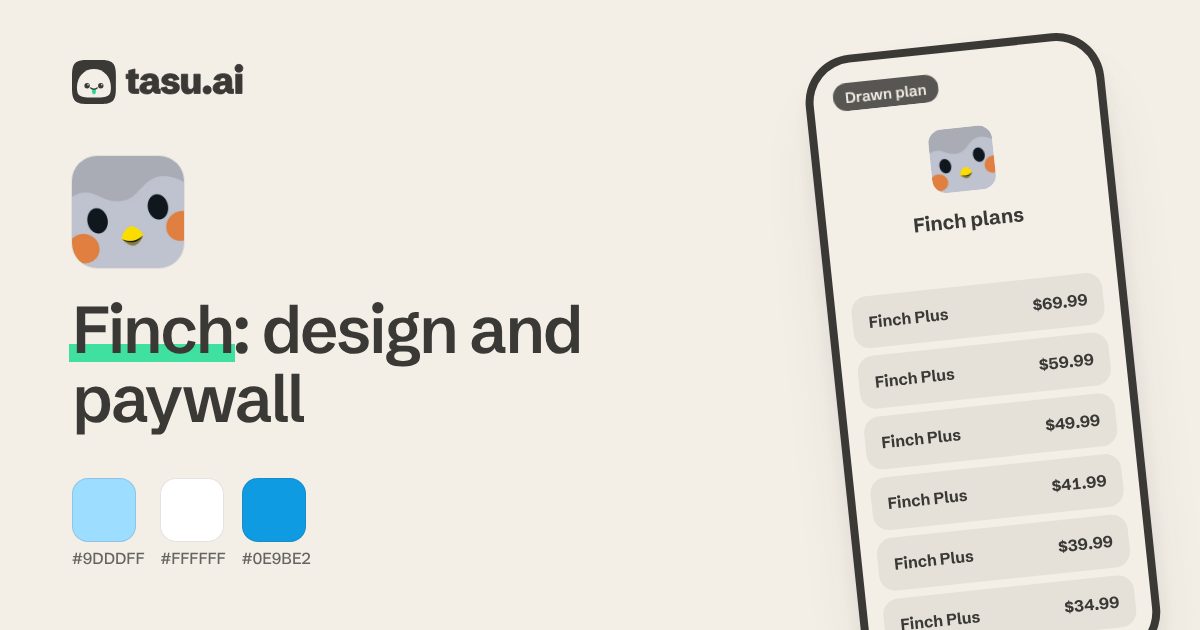 tasu.ai
Finch: design and
paywall
#9DDDFF #FFFFFF #0E9BE2
Drawn plan
Finch plans
Finch Plus $69.99
Finch Plus $59.99
Finch Plus $49.99
Finch Plus $41.99
Finch Plus $39.99
Finch Plus $34.99